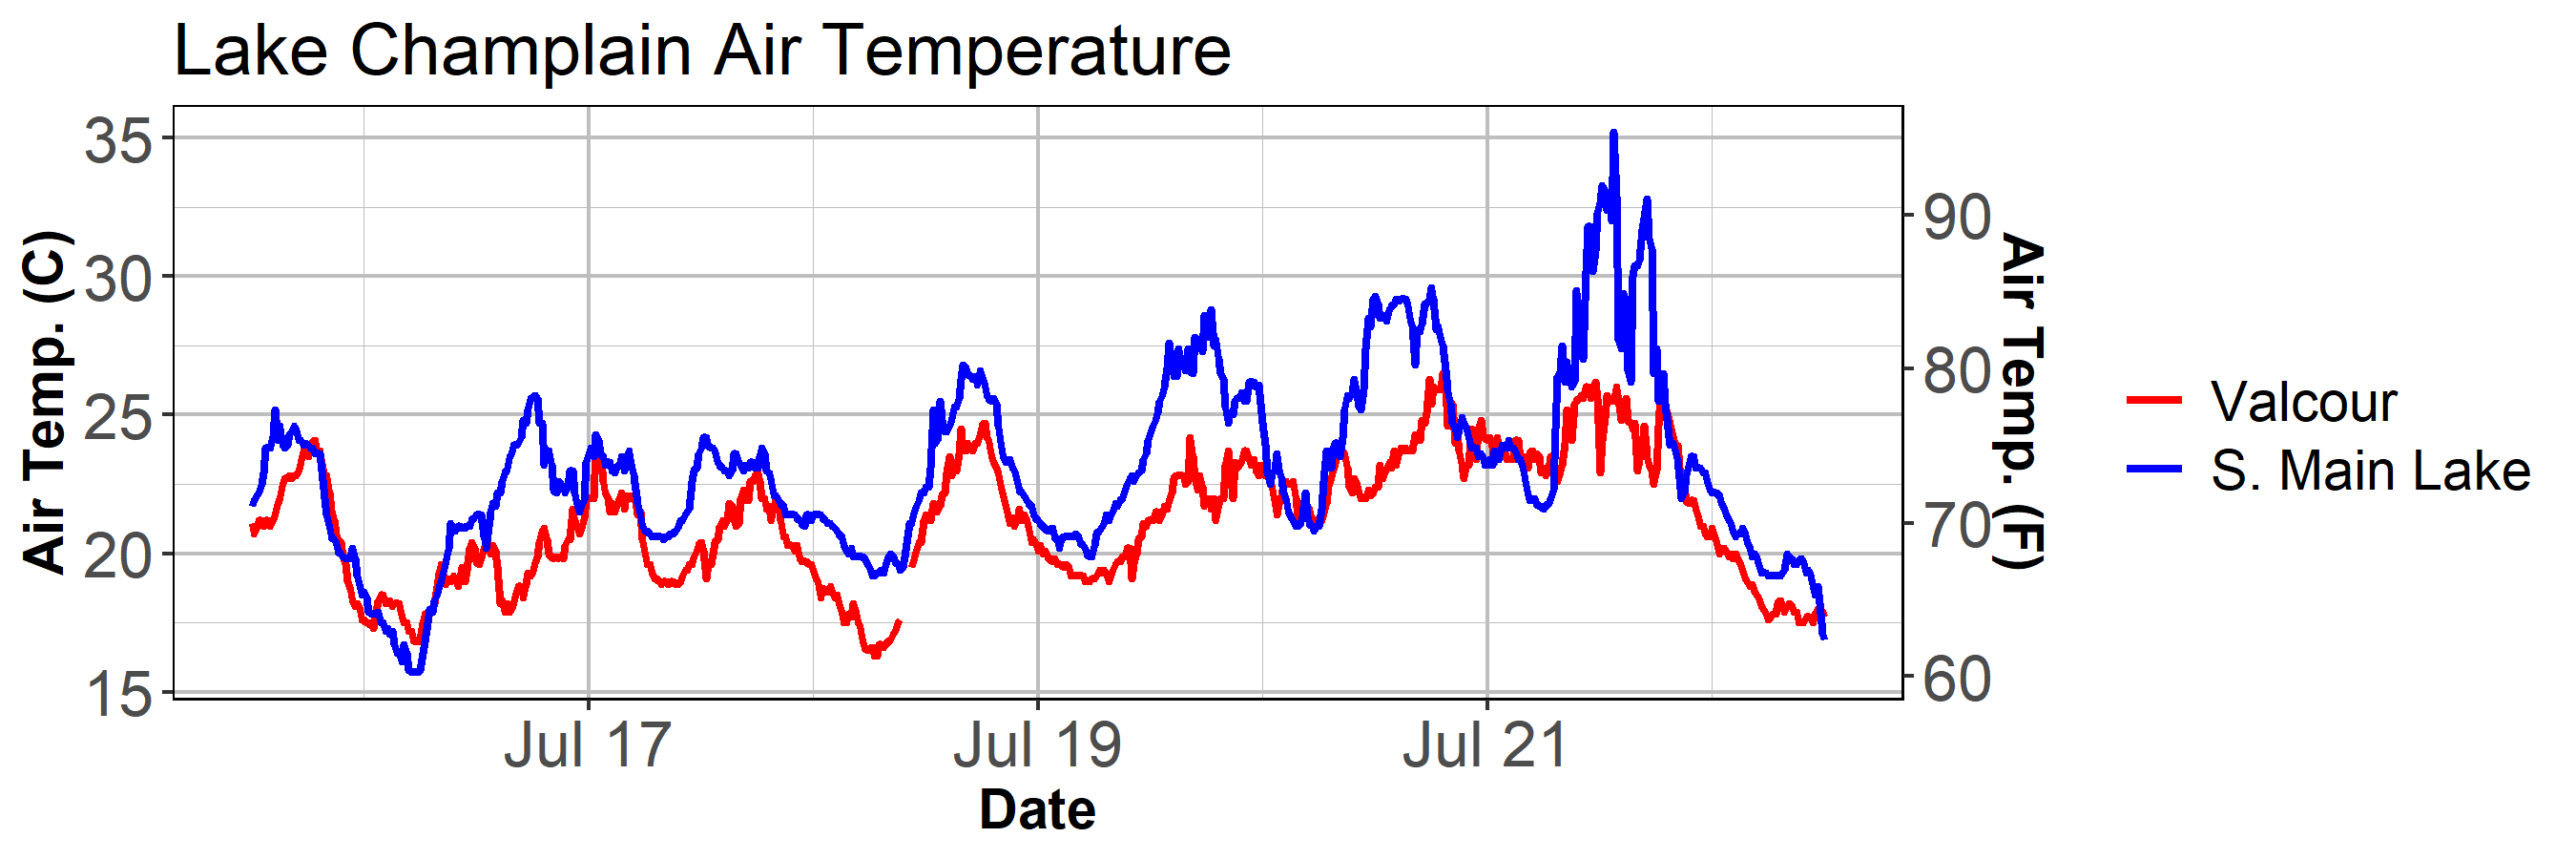 Lake Champlain Air Temperature
Air Temp. (C)
35
30
25
20
15
90
80
70
60
Air Temp. (F)
Jul 17
Jul 19
Jul 21
Date
Valcour
S. Main Lake